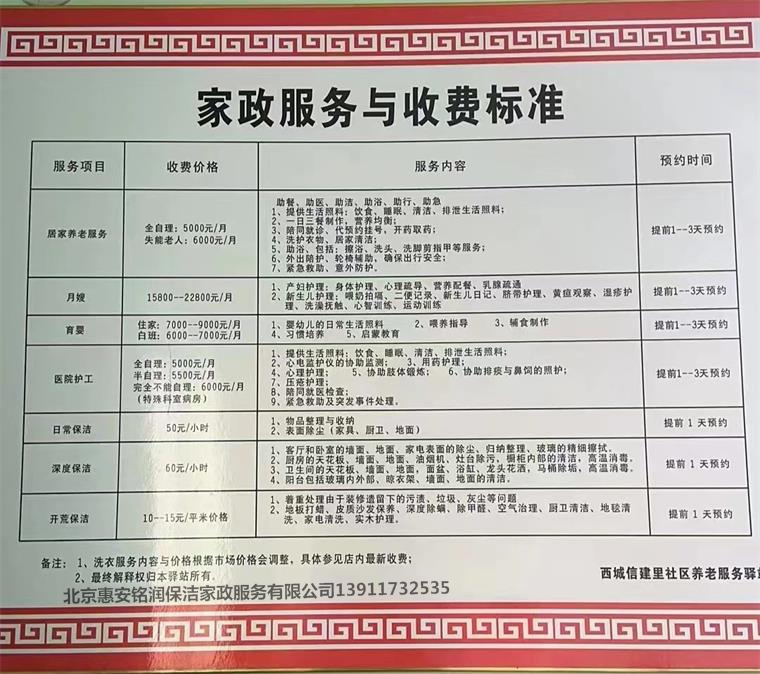 家政服务与收费标准
服务项目 收费价格 服务内容 预约时间
居家养老服务
全自理：5000元/月
失能老人：6000元/月
助餐、助医、助洁、助浴、助行、助急
1、提供生活照料：饮食、睡眠、清洁、排泄生活照料；
2、一日三餐制作，营养均衡；
3、陪同就诊、代预约挂号，开药取药；
4、洗护衣物、居家清洁；
5、助浴、包括：擦浴、洗头、洗脚剪指甲等服务；
6、外出陪护、轮椅辅助，确保出行安全；
7、紧急救助、意外防护。
提前1--3天预约
月嫂
15800--22800元/月
1、产妇护理：身体护理、心理疏导、营养配餐、乳腺疏通
2、新生儿护理：喂奶拍嗝、二便记录、新生儿日记、脐带护理、黄疸观察、湿疹护
理、洗澡抚触、心智训练、运动训练
提前1--3天预约
育婴
住家：7000--9000元/月
白班：6000--7000元/月
1、婴幼儿的日常生活照料 2、喂养指导 3、辅食制作
4、习惯培养 5、启蒙教育
提前1--3天预约
医院护工
全自理：5000元/月
半自理：5500元/月
完全不能自理：6000元/月
（特殊科室病房）
1、提供生活照料：饮食、睡眠、清洁、排泄生活照料；
2、心电监护仪的协助监测； 3、用药护理；
4、心理护理； 5、协助肢体锻炼； 6、协助排痰与鼻饲的照护；
7、压疮护理；
8、陪同就医检查；
9、紧急救助及突发事件处理。
提前1--3天预约
日常保洁
50元/小时
1、物品整理与收纳
2、表面除尘（家具、厨卫、地面）
提前 1 天预约
深度保洁
60元/小时
1、客厅和卧室的墙面、地面、家电表面的除尘、归纳整理、玻璃的精细擦拭。
2、厨房的天花板、墙面、地面、油烟机、灶台除污，橱柜内部的清洁，高温消毒。
3、卫生间的天花板、墙面、地面，面盆、浴缸、龙头花洒，马桶除垢，高温消毒。
4、阳台包括玻璃内外部、晾衣架、墙面、地面的清洁。
提前 1 天预约
开荒保洁
10--15元/平米价格
1、着重处理由于装修遗留下的污渍、垃圾、灰尘等问题
2、地板打蜡、皮质沙发保养、深度除螨、除甲醛、空气治理、厨卫清洁、地毯清
洗、家电清洗、实木护理。
提前 1 天预约
备注： 1、洗衣服务内容与价格根据市场价格会调整，具体参见店内最新收费；
2、最终解释权归本驿站所有。
西城信建里社区养老服务驿站
北京惠安铭润保洁家政服务有限公司13911732535